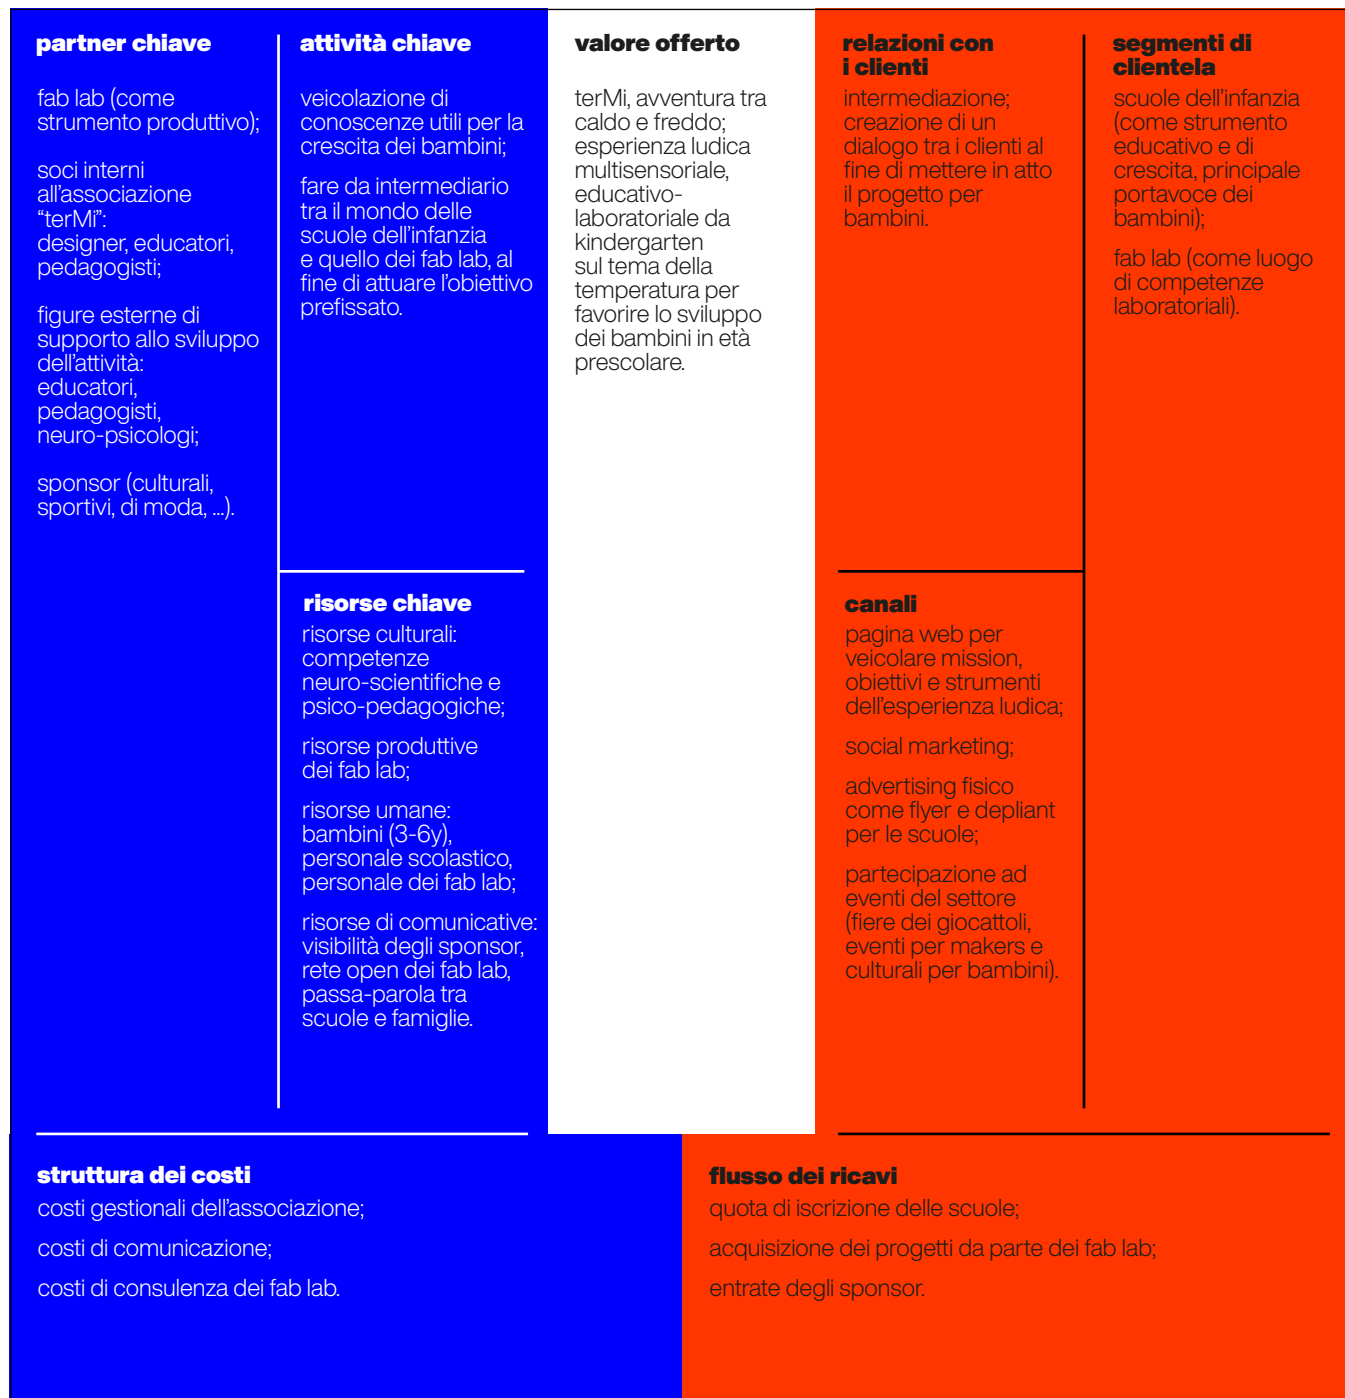 partner chiave
fab lab (come
strumento produttivo);
soci interni
all'associazione
“terMi”:
designer, educatori,
pedagogisti;
figure esterne di
supporto allo sviluppo
dell'attività:
educatori,
pedagogisti,
neuro-psicologi;
sponsor (culturali,
sportivi, di moda, ...).
attività chiave
veicolazione di
conoscenze utili per la
crescita dei bambini;
fare da intermediario
tra il mondo delle
scuole dell'infanzia
e quello dei fab lab, al
fine di attuare l'obiettivo
prefissato.
risorse chiave
risorse culturali:
competenze
neuro-scientifiche e
psico-pedagogiche;
risorse produttive
dei fab lab;
risorse umane:
bambini (3-6y),
personale scolastico,
personale dei fab lab;
risorse di comunicative:
visibilità degli sponsor,
rete open dei fab lab,
passa-parola tra
scuole e famiglie.
valore offerto
terMi, avventura tra
caldo e freddo;
esperienza ludica
multisensoriale,
educativo-
laboratoriale da
kindergarten
sul tema della
temperatura per
favorire lo sviluppo
dei bambini in età
prescolare.
relazioni con
i clienti
intermediazione;
creazione di un
dialogo tra i clienti al
fine di mettere in atto
il progetto per
bambini.
canali
pagina web per
veicolare mission,
obiettivi e strumenti
dell'esperienza ludica;
social marketing;
advertising fisico
come flyer e depliant
per le scuole;
partecipazione ad
eventi del settore
(fiere dei giocattoli,
eventi per makers e
culturali per bambini).
segmenti di
clientela
scuole dell'infanzia
(come strumento
educativo e di
crescita, principale
portavoce dei
bambini);
fab lab (come luogo
di competenze
laboratoriali).
struttura dei costi
costi gestionali dell'associazione;
costi di comunicazione;
costi di consulenza dei fab lab.
flusso dei ricavi
quota di iscrizione delle scuole;
acquisizione dei progetti da parte dei fab lab;
entrate degli sponsor.